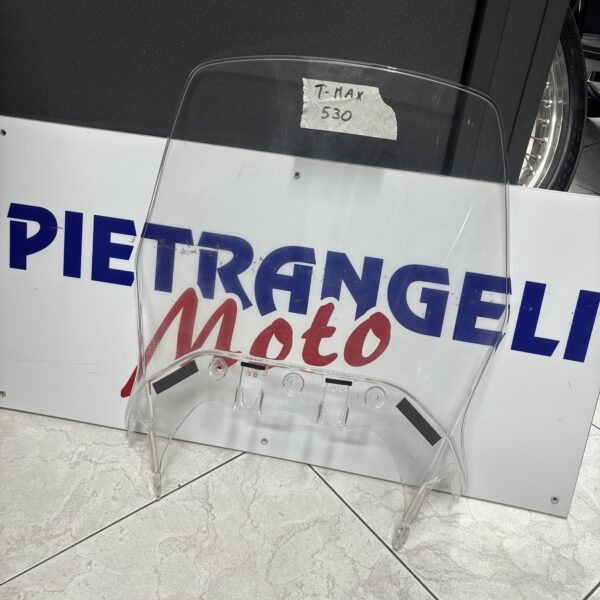 T-MAX
530
PIETRANGELI
Moto